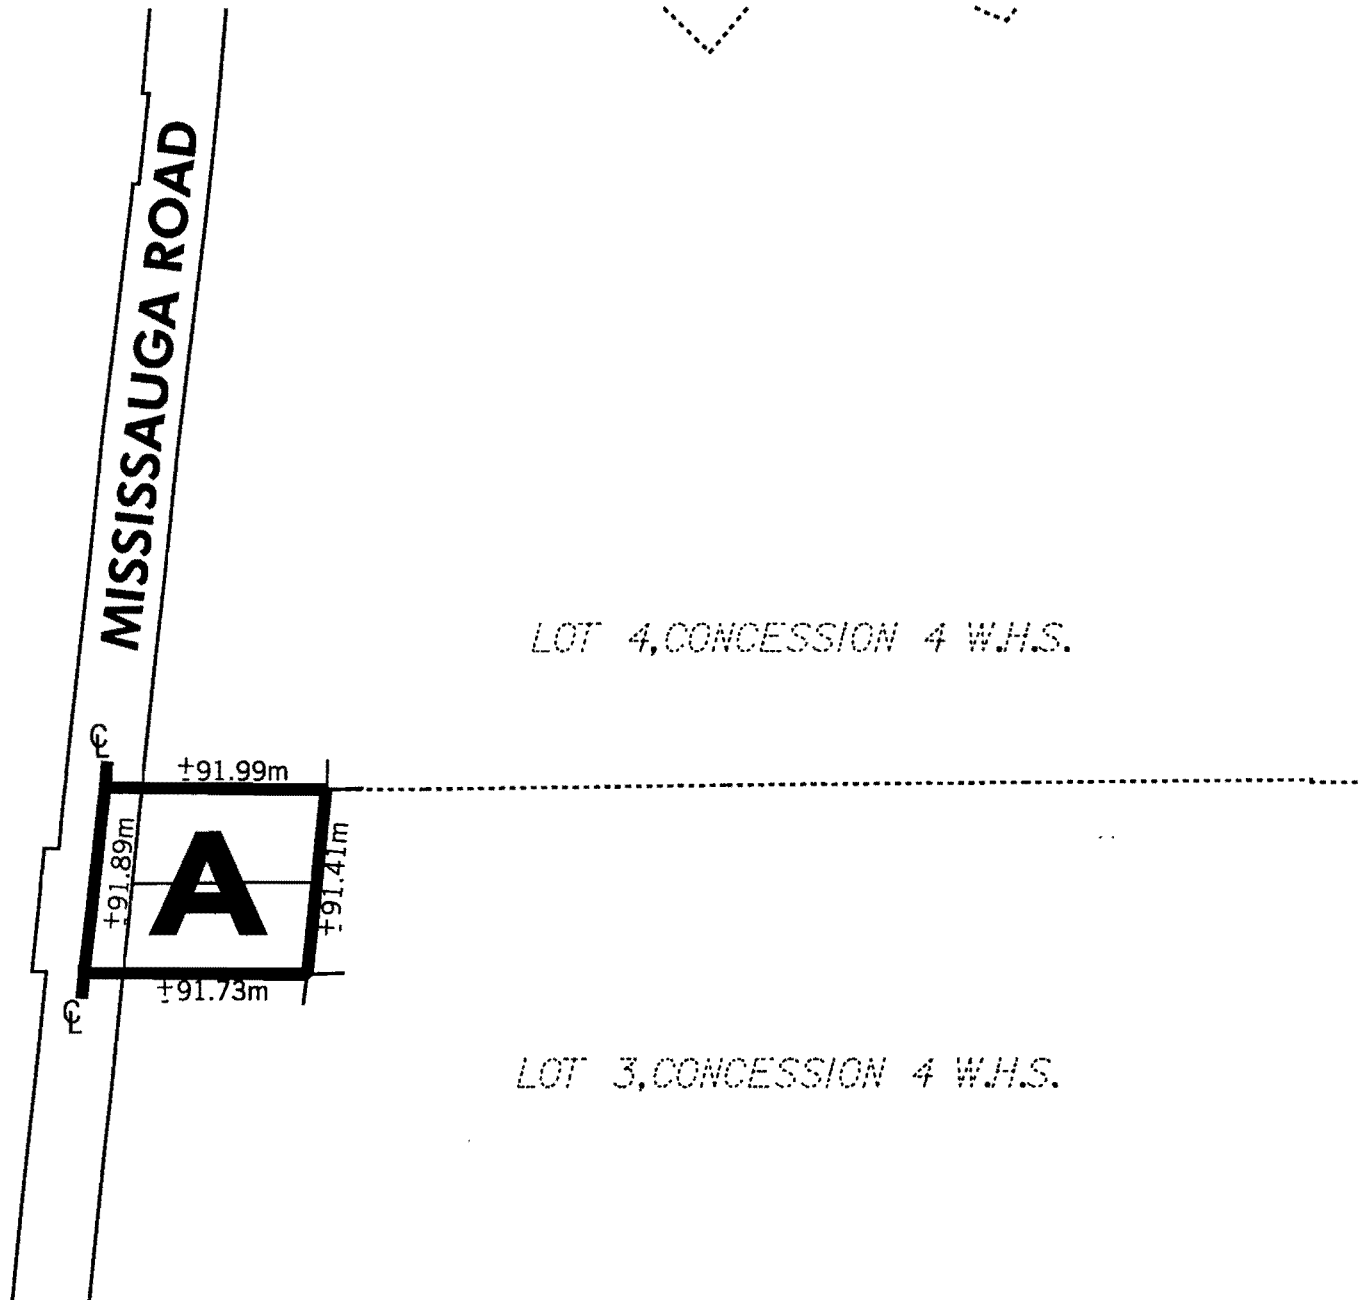 MISSISSAUGA ROAD
LOT 4,CONCESSION 4 W.H.S.
℄
±91.99m
±91.89m
A
±91.41m
±91.73m
℄
LOT 3,CONCESSION 4 W.H.S.